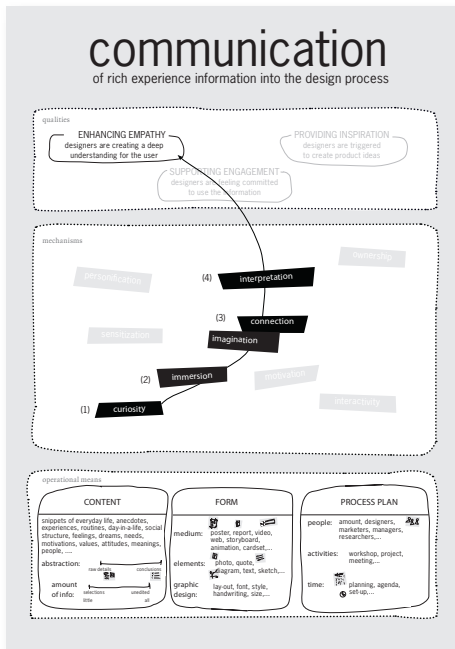 communication
of rich experience information into the design process
qualities
ENHANCING EMPATHY
designers are creating a deep
understanding for the user
PROVIDING INSPIRATION
designers are triggered
to create product ideas
SUPPORTING ENGAGEMENT
designers are feeling committed
to use the information
mechanisms
ownership
(4) interpretation
personification
(3) connection
sensitization
imagination
(2) immersion
motivation
(1) curiosity
interactivity
operational means
CONTENT
snippets of everyday life, anecdotes,
experiences, routines, day-in-a-life, social
structure, feelings, dreams, needs,
motivations, values, attitudes, meanings,
people, ....
abstraction:
raw details conclusions
amount
of info:
selections unedited
little all
FORM
medium: poster, report, video,
web, storyboard,
animation, cardset,...
elements: photo, quote,
diagram, text, sketch,...
graphic
design: lay-out, font, style,
handwriting, size,...
PROCESS PLAN
people: amount, designers,
marketers, managers,
researchers,...
activities: workshop, project,
meeting,...
time: planning, agenda,
set-up,...